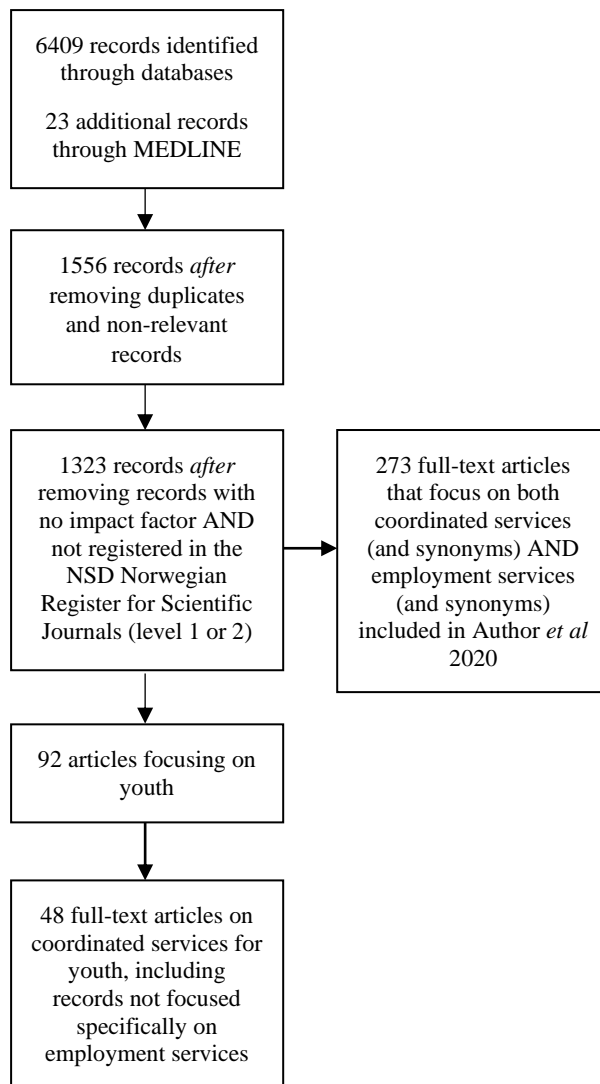 6409 records identified
through databases
23 additional records
through MEDLINE
1556 records after
removing duplicates
and non-relevant
records
1323 records after
removing records with
no impact factor AND
not registered in the
NSD Norwegian
Register for Scientific
Journals (level 1 or 2)
273 full-text articles
that focus on both
coordinated services
(and synonyms) AND
employment services
(and synonyms)
included in Author et al
2020
92 articles focusing on
youth
48 full-text articles on
coordinated services for
youth, including
records not focused
specifically on
employment services